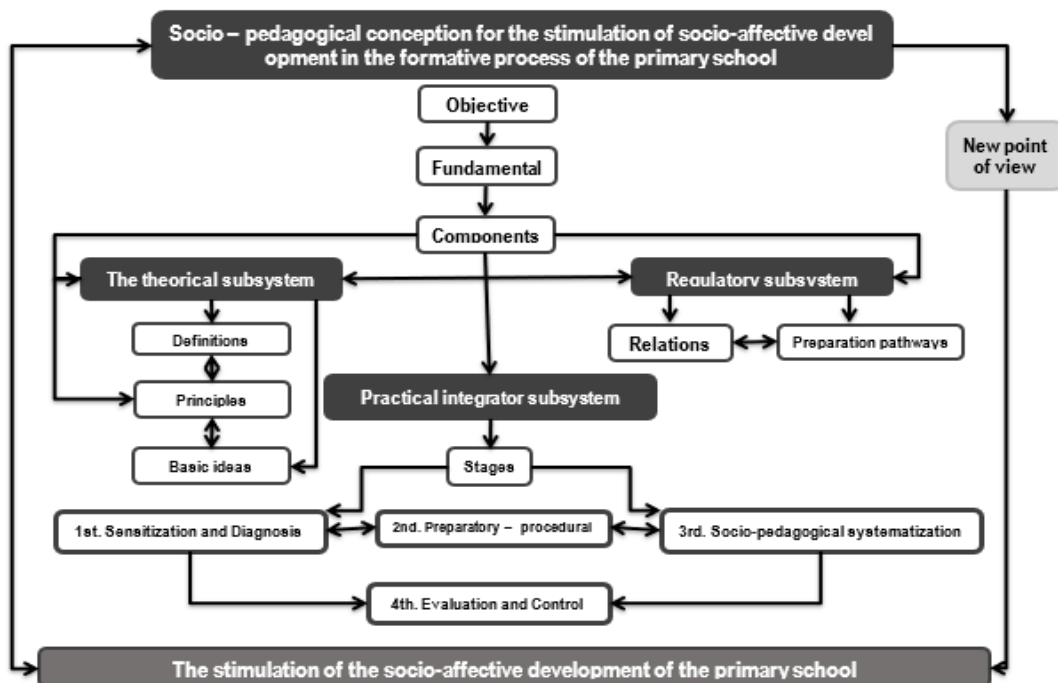 Socio – pedagogical conception for the stimulation of socio-affective devel
opment in the formative process of the primary school
Objective
New point
of view
Fundamental
Components
The theorical subsystem
Regulatory subsystem
Definitions
Relations
Preparation pathways
Principles
Practical integrator subsystem
Basic ideas
Stages
1st. Sensitization and Diagnosis
2nd. Preparatory – procedural
3rd. Socio-pedagogical systematization
4th. Evaluation and Control
The stimulation of the socio-affective development of the primary school